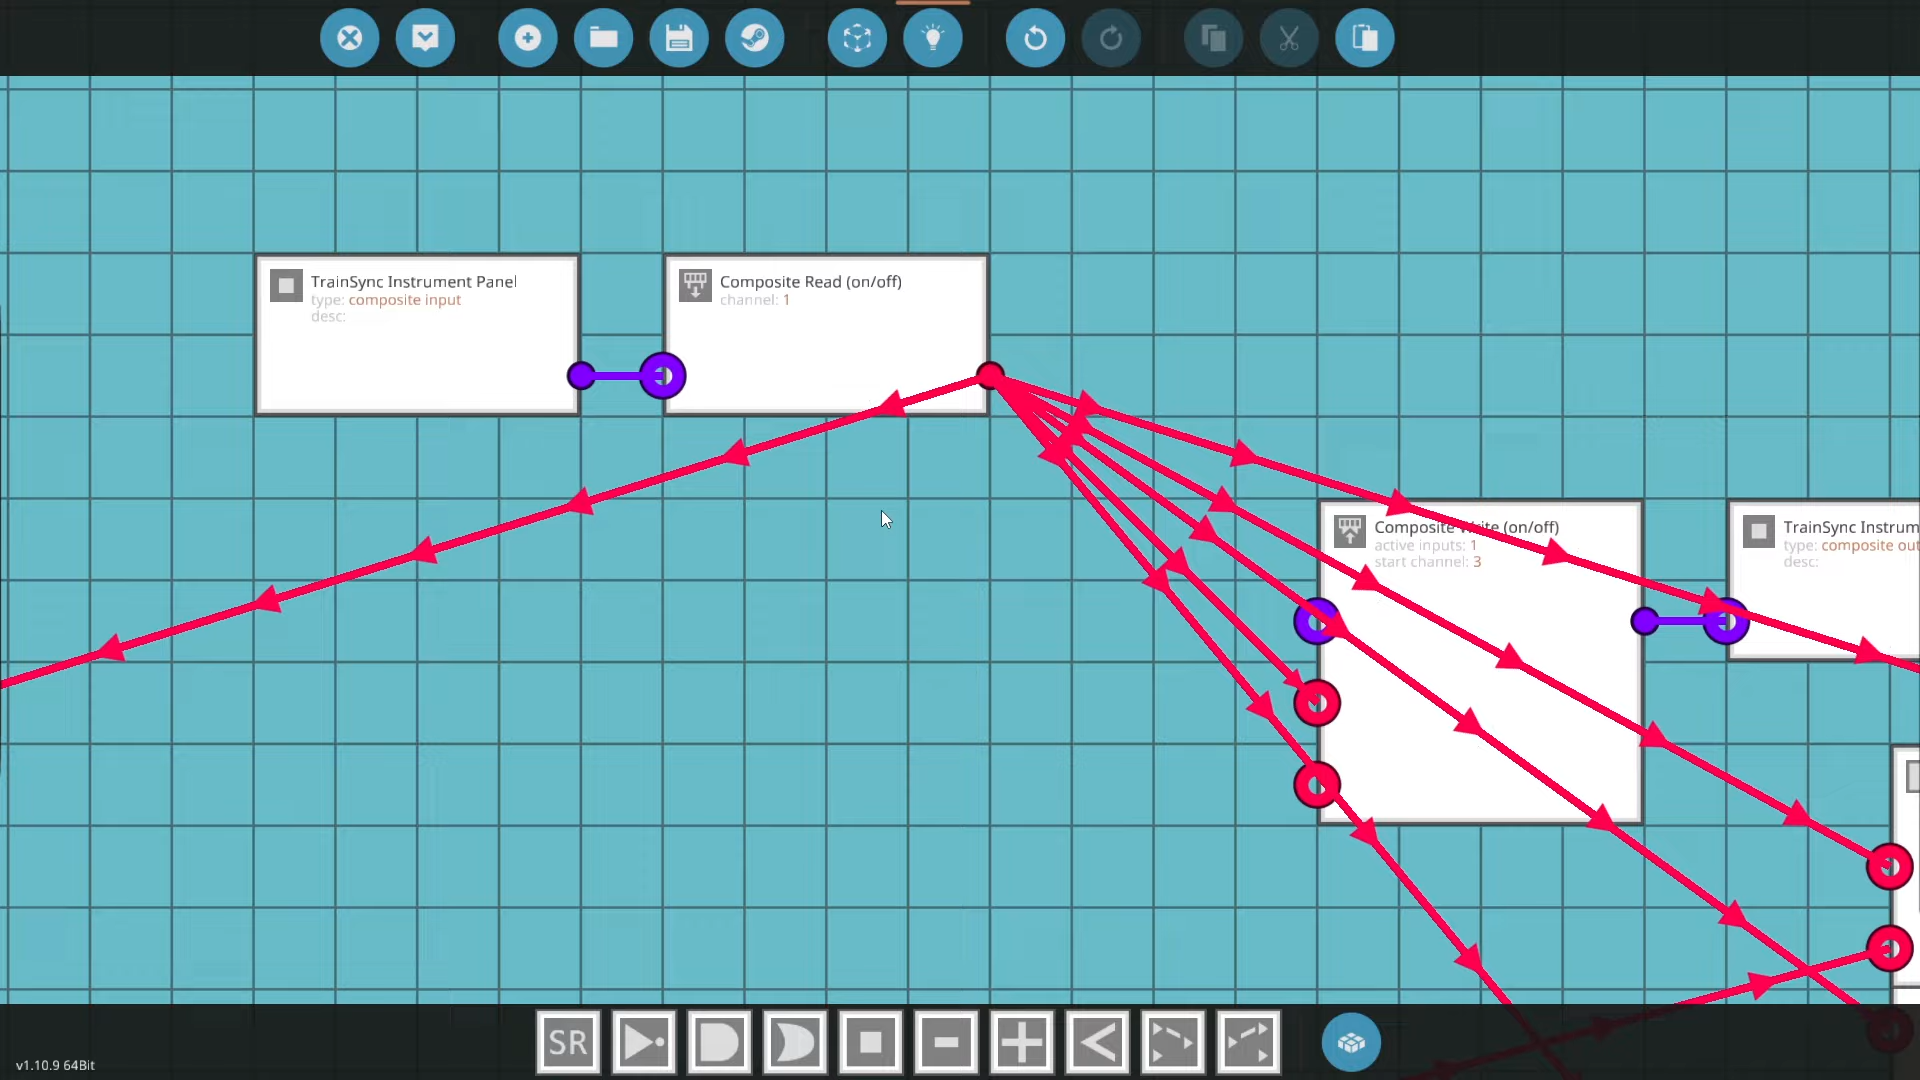 TrainSync Instrument Panel
type: composite input
desc:
Composite Read (on/off)
channel: 1
Composite Write (on/off)
active inputs: 1
start channel: 3
TrainSync Instrum
type: composite out
desc:
SR
v1.10.9 64Bit